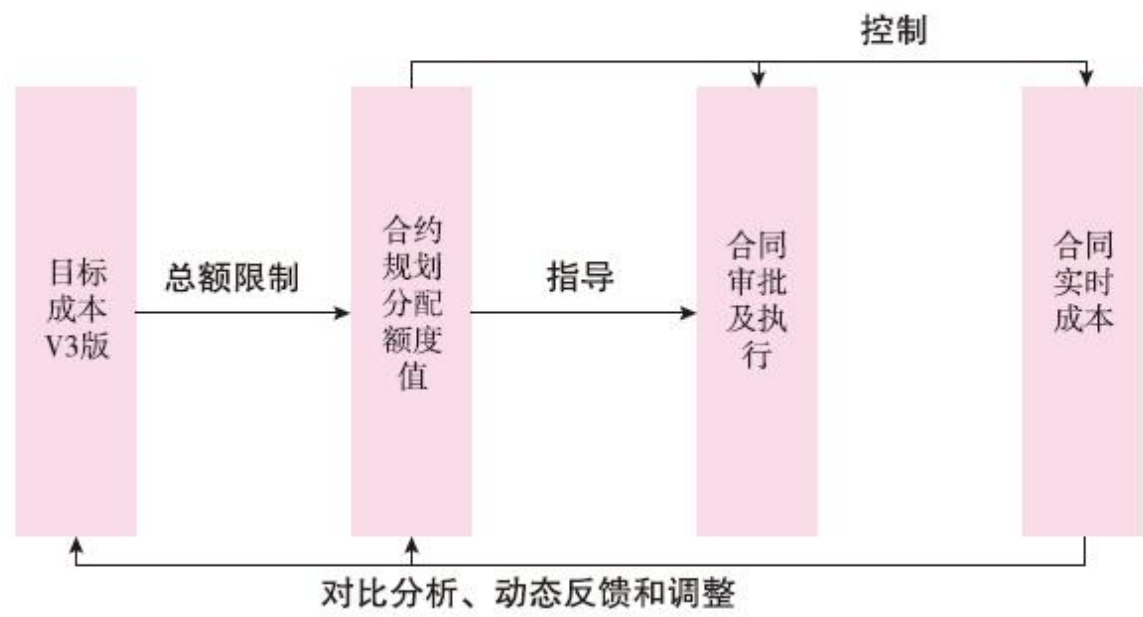 控制
目标
成本
V3版
总额限制
合约
规划
分配
额度
值
指导
合同
审批
及执
行
合同
实时
成本
对比分析、动态反馈和调整